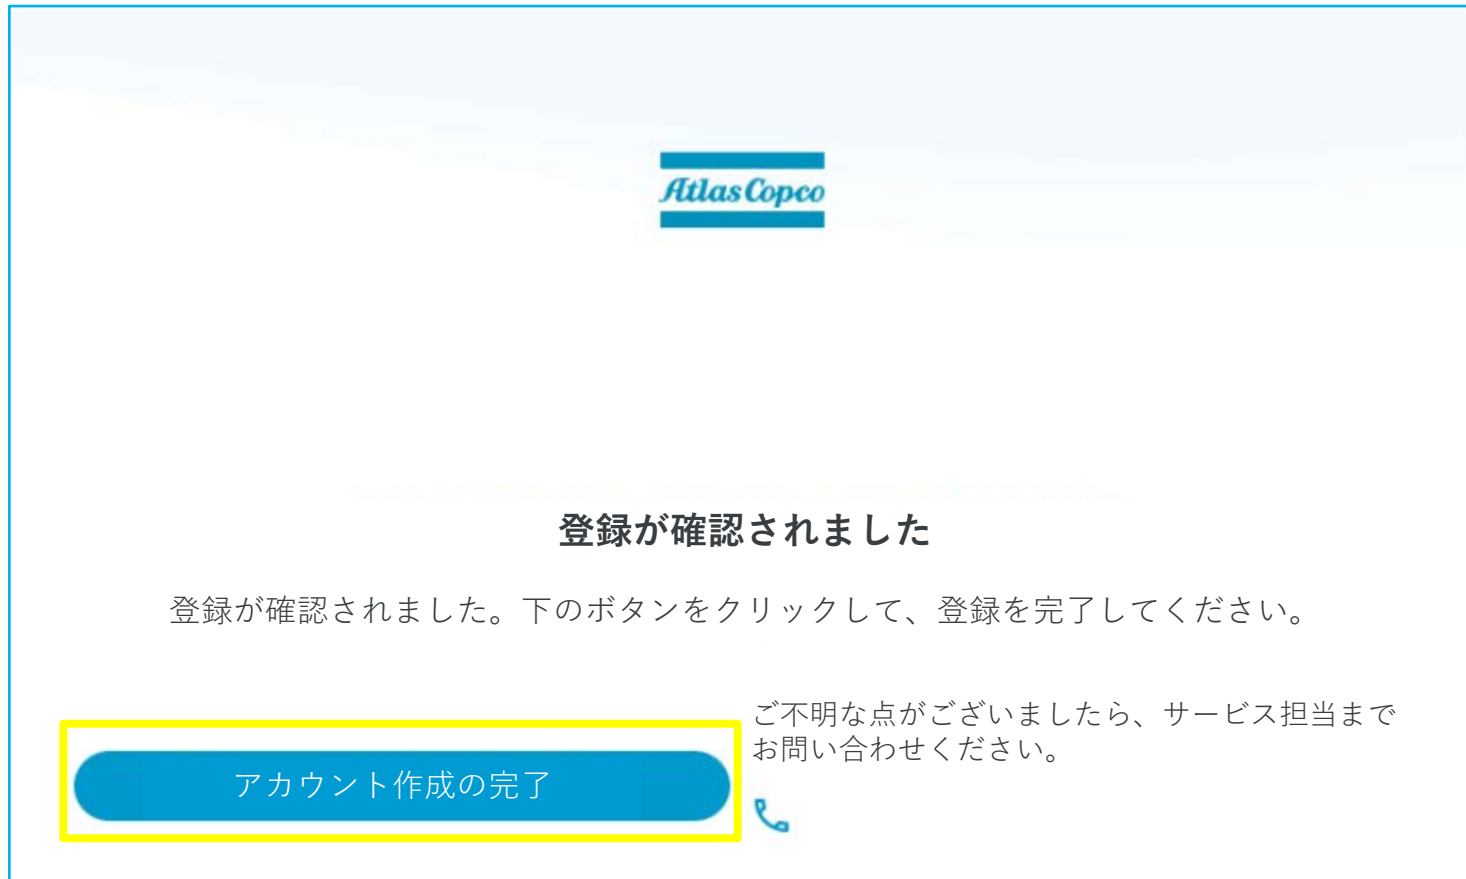 Atlas Copco
登録が確認されました
登録が確認されました。下のボタンをクリックして、登録を完了してください。
アカウント作成の完了
ご不明な点がございましたら、サービス担当まで
お問い合わせください。